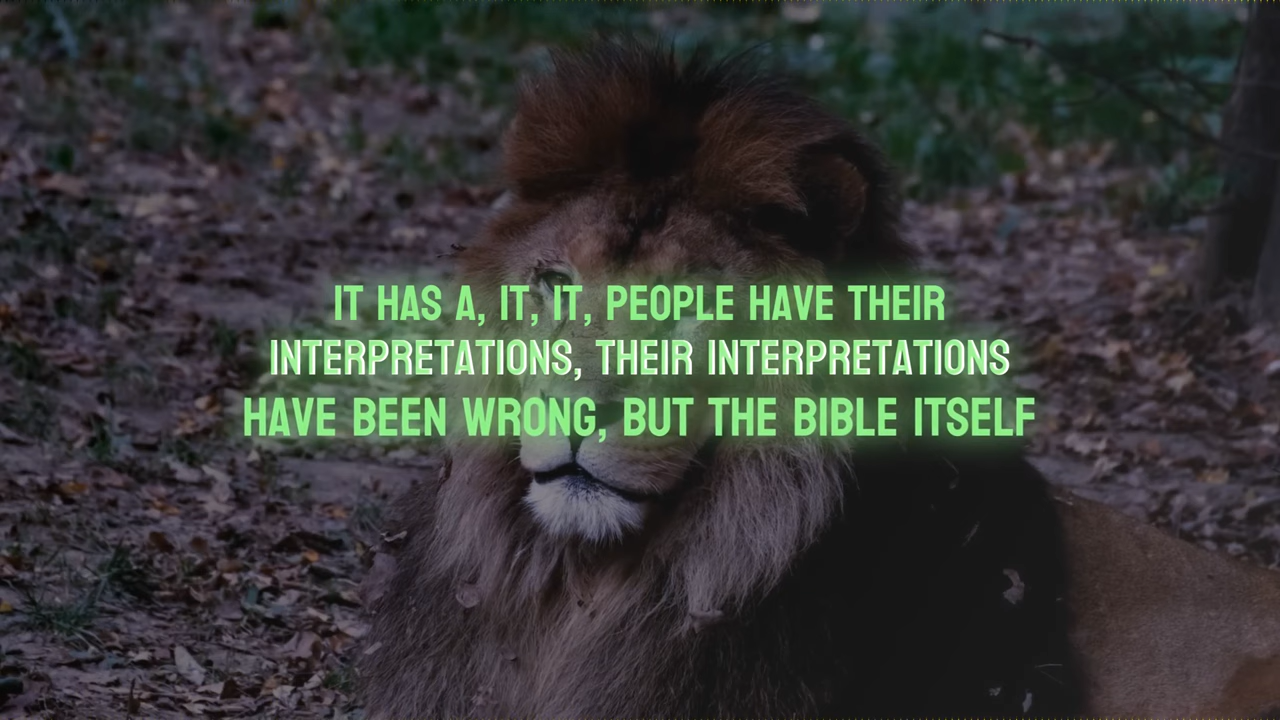 IT HAS A, IT, IT, PEOPLE HAVE THEIR
INTERPRETATIONS, THEIR INTERPRETATIONS
HAVE BEEN WRONG, BUT THE BIBLE ITSELF